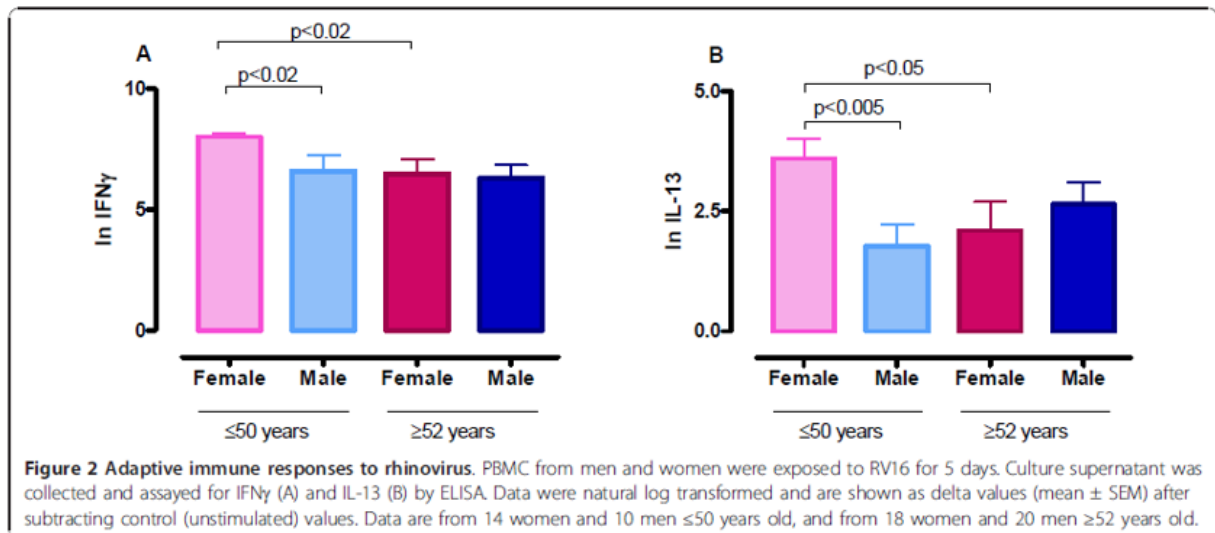 A
p<0.02
p<0.02
10
5
0
ln IFNγ
Female Male Female Male
≤50 years ≥52 years
B
p<0.05
p<0.005
5.0
2.5
0.0
ln IL-13
Female Male Female Male
≤50 years ≥52 years
Figure 2 Adaptive immune responses to rhinovirus. PBMC from men and women were exposed to RV16 for 5 days. Culture supernatant was
collected and assayed for IFNγ (A) and IL-13 (B) by ELISA. Data were natural log transformed and are shown as delta values (mean ± SEM) after
subtracting control (unstimulated) values. Data are from 14 women and 10 men ≤50 years old, and from 18 women and 20 men ≥52 years old.